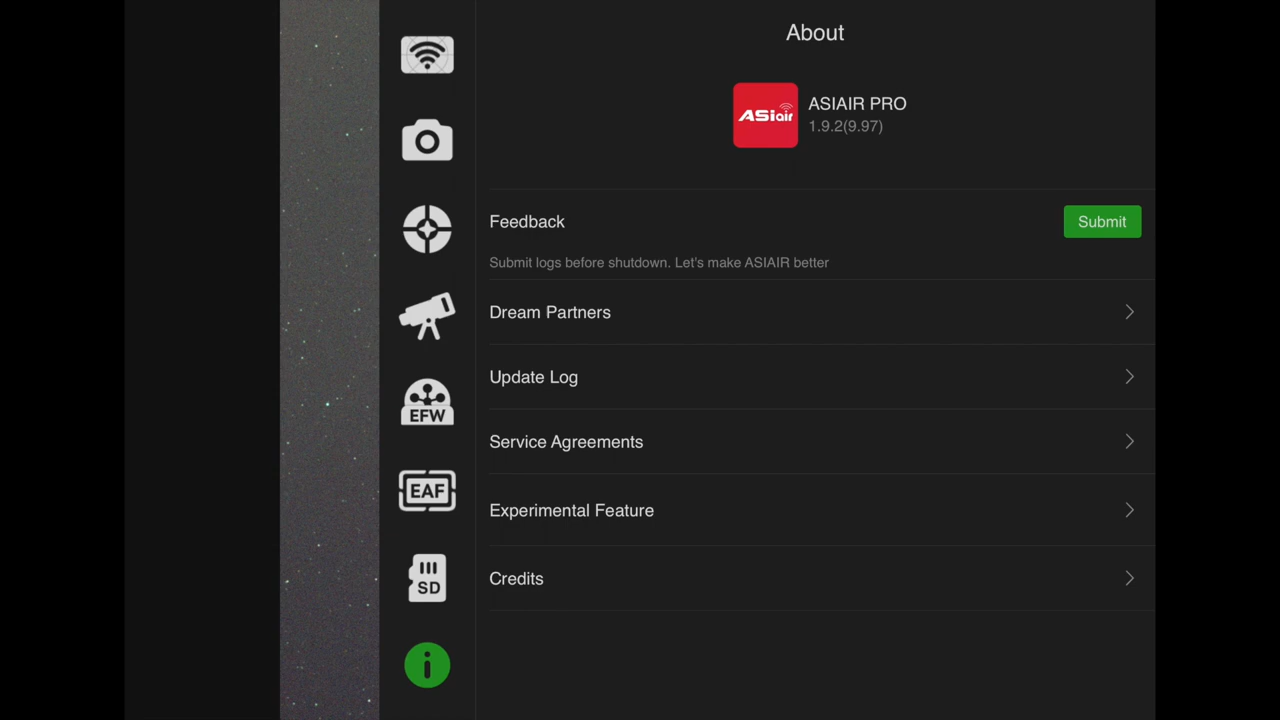 About
ASiair
ASIAIR PRO
1.9.2(9.97)
Feedback
Submit
Submit logs before shutdown. Let's make ASIAIR better
Dream Partners
Update Log
Service Agreements
Experimental Feature
Credits
EFW
EAF
SD
i